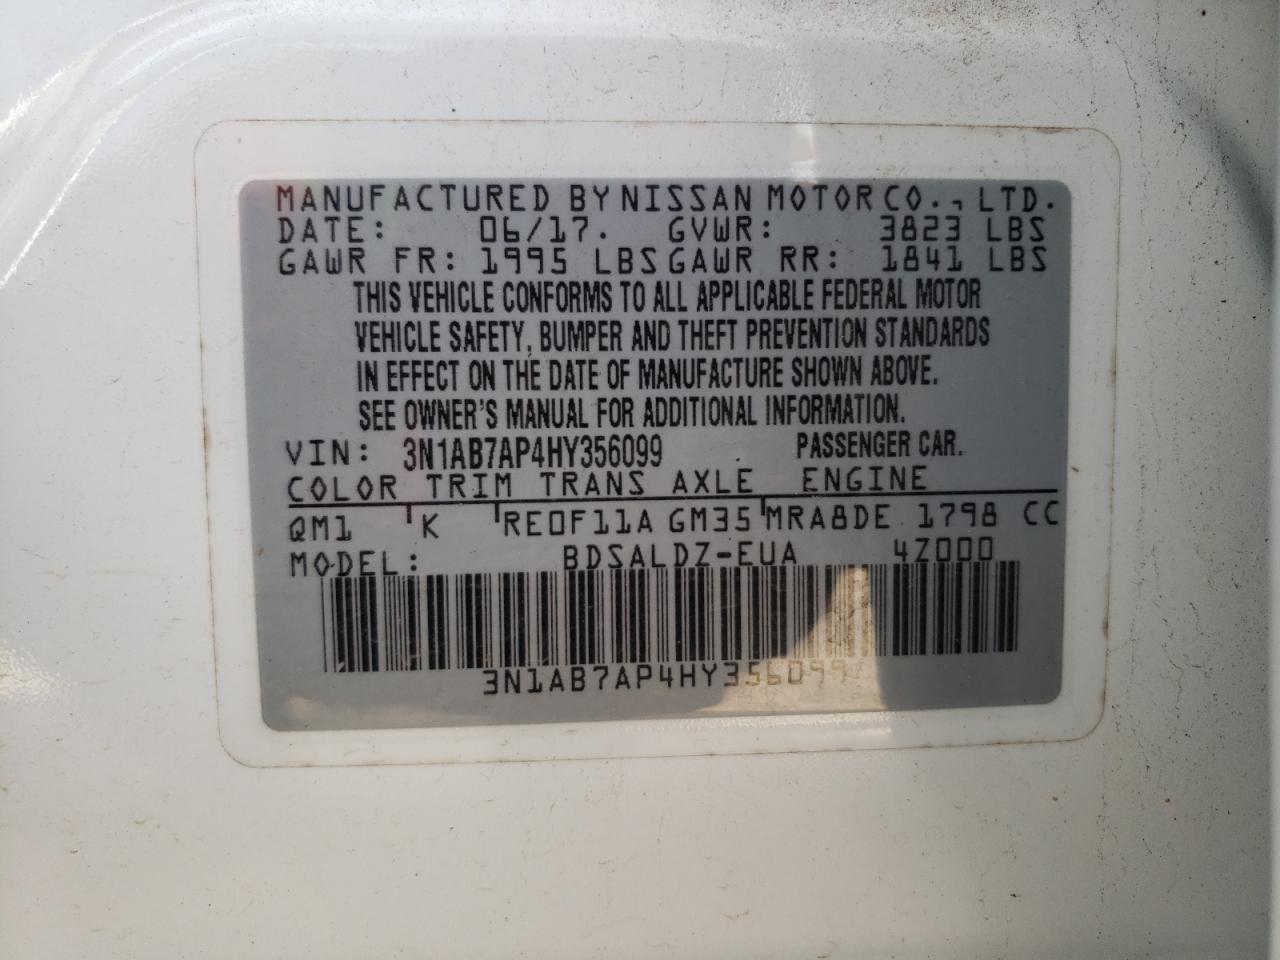 MANUFACTURED BY NISSAN MOTOR CO., LTD.
DATE: 06/17. GVWR: 3823 LBS
GAWR FR: 1995 LBS GAWR RR: 1841 LBS
THIS VEHICLE CONFORMS TO ALL APPLICABLE FEDERAL MOTOR
VEHICLE SAFETY, BUMPER AND THEFT PREVENTION STANDARDS
IN EFFECT ON THE DATE OF MANUFACTURE SHOWN ABOVE.
SEE OWNER'S MANUAL FOR ADDITIONAL INFORMATION.
VIN: 3N1AB7AP4HY356099 PASSENGER CAR.
COLOR TRIM TRANS AXLE ENGINE
QM1 K RE0F11A GM35 MRA8DE 1798 CC
MODEL: BDSALDZ-EUA 4Z000
3N1AB7AP4HY356099